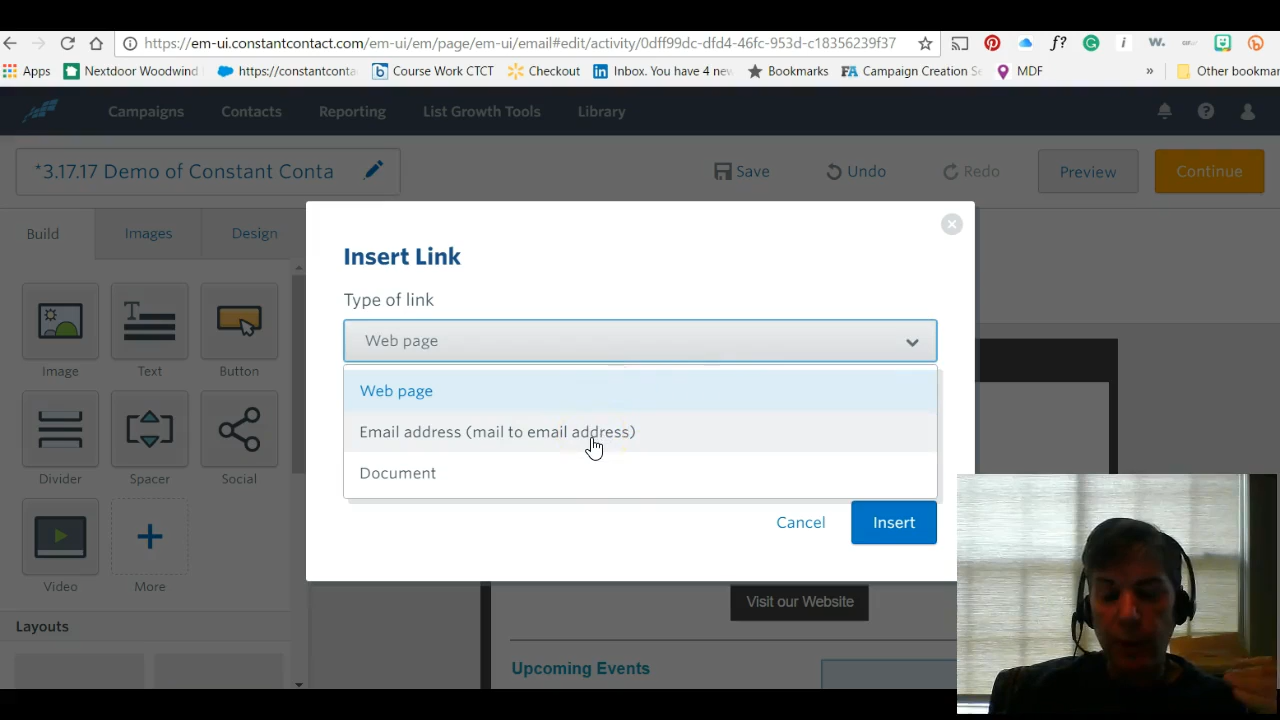 https://em-ui.constantcontact.com/em-ui/em/page/em-ui/email#edit/activity/0dff99dc-dfd4-46fc-953d-c18356239f37
Apps Nextdoor Woodwind https://constantconta Course Work CTCT Checkout Inbox. You have 4 new Bookmarks FA Campaign Creation Se MDF » Other bookmar
Campaigns Contacts Reporting List Growth Tools Library
*3.17.17 Demo of Constant Conta Save Undo Redo Preview Continue
Build Images Design
Insert Link
Type of link
Web page
Image Text Button
Web page
Email address (mail to email address)
Document
Divider Spacer Social
Cancel Insert
Video More
Visit our Website
Layouts
Upcoming Events